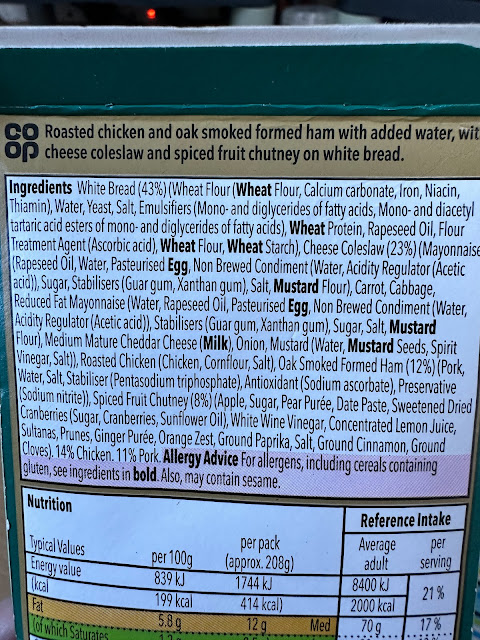 CO
OP
Roasted chicken and oak smoked formed ham with added water, wit
cheese coleslaw and spiced fruit chutney on white bread.
Ingredients White Bread (43%) (Wheat Flour (Wheat Flour, Calcium carbonate, Iron, Niacin,
Thiamin), Water, Yeast, Salt, Emulsifiers (Mono- and diglycerides of fatty acids, Mono- and diacetyl
tartaric acid esters of mono- and diglycerides of fatty acids), Wheat Protein, Rapeseed Oil, Flour
Treatment Agent (Ascorbic acid), Wheat Flour, Wheat Starch), Cheese Coleslaw (23%) (Mayonnaise
(Rapeseed Oil, Water, Pasteurised Egg, Non Brewed Condiment (Water, Acidity Regulator (Acetic
acid)), Sugar, Stabilisers (Guar gum, Xanthan gum), Salt, Mustard Flour), Carrot, Cabbage,
Reduced Fat Mayonnaise (Water, Rapeseed Oil, Pasteurised Egg, Non Brewed Condiment (Water,
Acidity Regulator (Acetic acid)), Stabilisers (Guar gum, Xanthan gum), Sugar, Salt, Mustard
Flour), Medium Mature Cheddar Cheese (Milk), Onion, Mustard (Water, Mustard Seeds, Spirit
Vinegar, Salt)), Roasted Chicken (Chicken, Cornflour, Salt), Oak Smoked Formed Ham (12%) (Pork,
Water, Salt, Stabiliser (Pentasodium triphosphate), Antioxidant (Sodium ascorbate), Preservative
(Sodium nitrite)), Spiced Fruit Chutney (8%) (Apple, Sugar, Pear Purée, Date Paste, Sweetened Dried
Cranberries (Sugar, Cranberries, Sunflower Oil), White Wine Vinegar, Concentrated Lemon Juice,
Sultanas, Prunes, Ginger Purée, Orange Zest, Ground Paprika, Salt, Ground Cinnamon, Ground
Cloves). 14% Chicken. 11% Pork. Allergy Advice For allergens, including cereals containing
gluten, see ingredients in bold. Also, may contain sesame.
Nutrition
Reference Intake
Typical Values per 100g per pack (approx. 208g) Average adult per serving
Energy value 839 kJ 1744 kJ 8400 kJ 21%
(kcal 199 kcal 414 kcal) 2000 kcal
Fat 5.8 g 12 g Med 70 g 17%
(of which Saturates